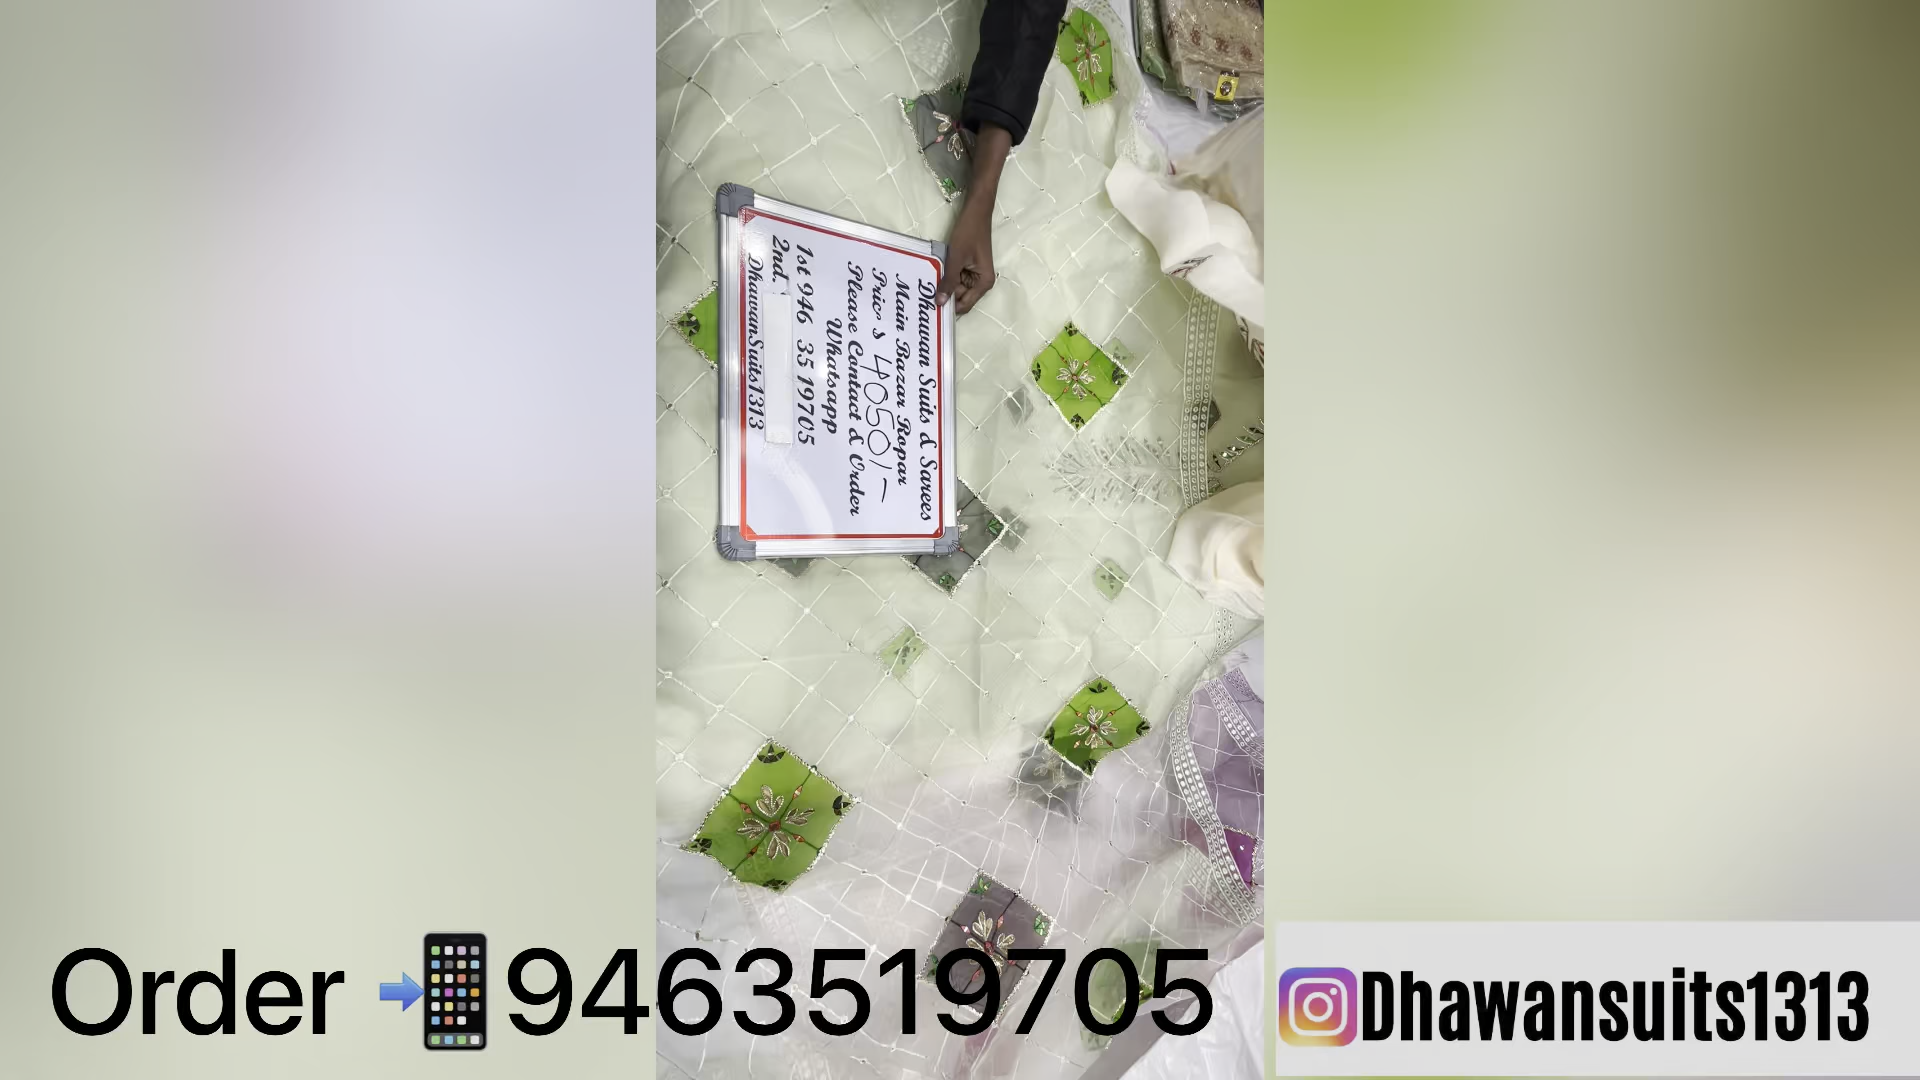 Dhawan Suits & Sarees
Main Bazar Ropar
Price 4050/-
Please Contact & Order
Whatsapp
1st 946 35 19705
2nd.
DhawanSuits1313
Order 9463519705
Dhawansuits1313